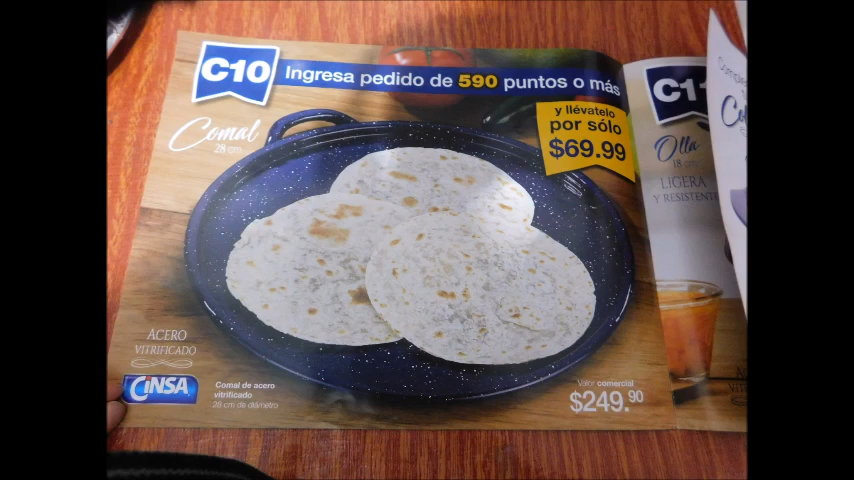 C10
Ingresa pedido de 590 puntos o más
y llévatelo
por sólo
$69.99
Comal
28 cm
ACERO
VITRIFICADO
CINSA
Comal de acero
vitrificado
28 cm de diámetro
Valor comercial
$249.90
Olla
18 cm
LIGERA
Y RESISTENTE